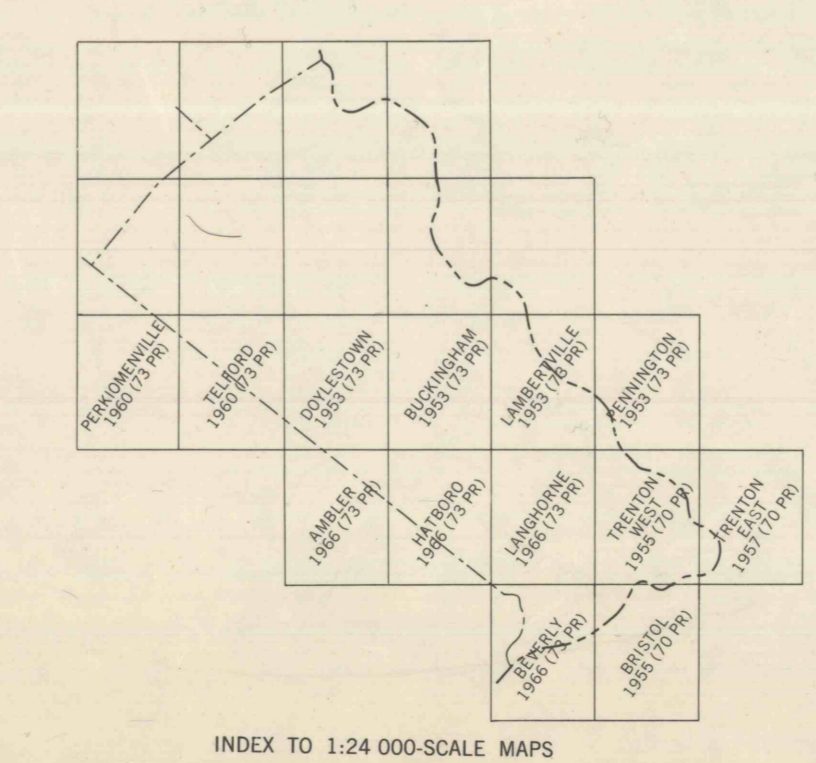 PERKIOMENVILLE
1960 (73 PR)
TELFORD
1960 (73 PR)
DOYLESTOWN
1953 (73 PR)
BUCKINGHAM
1953 (73 PR)
LAMBERTVILLE
1953 (73 PR)
PENNINGTON
1953 (73 PR)
AMBLER
1966 (73 PR)
HATBORO
1966 (73 PR)
LANGHORNE
1966 (73 PR)
TRENTON
WEST
1955 (70 PR)
TRENTON
EAST
1957 (70 PR)
BEVERLY
1966 (73 PR)
BRISTOL
1955 (70 PR)
INDEX TO 1:24 000-SCALE MAPS